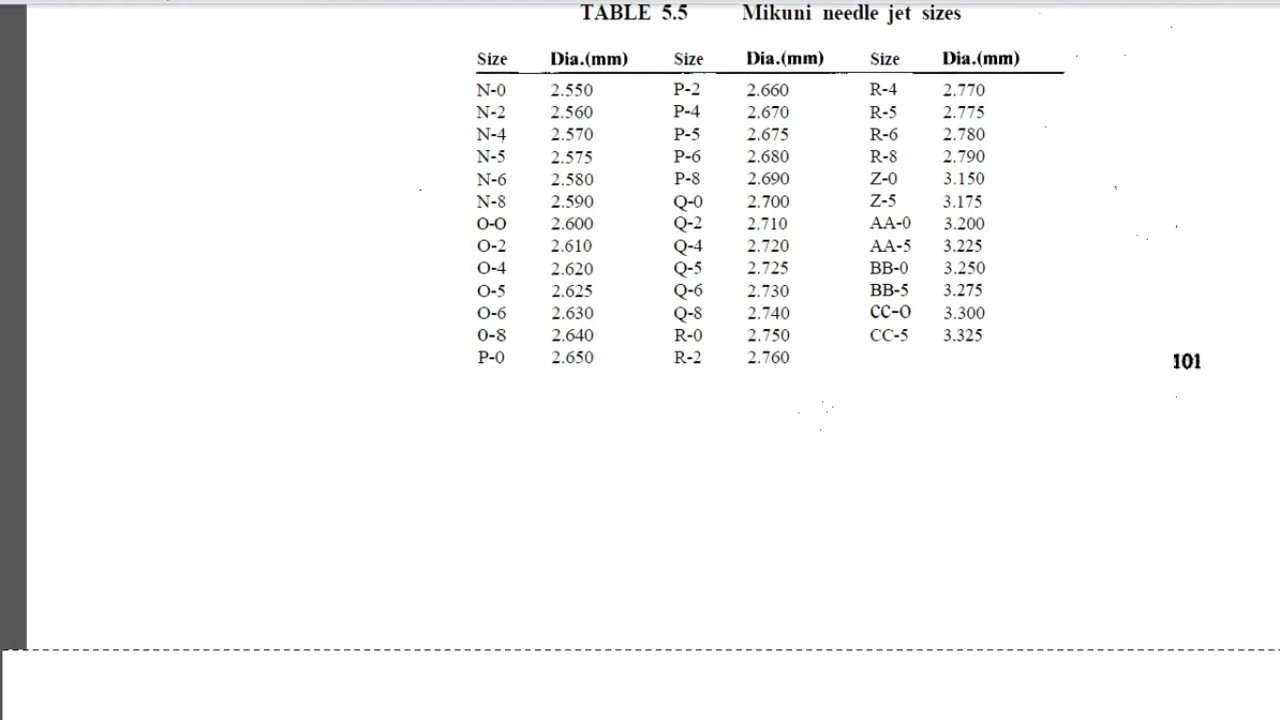 TABLE 5.5 Mikuni needle jet sizes
Size Dia.(mm) Size Dia.(mm) Size Dia.(mm)
N-0 2.550 P-2 2.660 R-4 2.770
N-2 2.560 P-4 2.670 R-5 2.775
N-4 2.570 P-5 2.675 R-6 2.780
N-5 2.575 P-6 2.680 R-8 2.790
N-6 2.580 P-8 2.690 Z-0 3.150
N-8 2.590 Q-0 2.700 Z-5 3.175
O-O 2.600 Q-2 2.710 AA-0 3.200
O-2 2.610 Q-4 2.720 AA-5 3.225
O-4 2.620 Q-5 2.725 BB-0 3.250
O-5 2.625 Q-6 2.730 BB-5 3.275
O-6 2.630 Q-8 2.740 CC-O 3.300
0-8 2.640 R-0 2.750 CC-5 3.325
P-0 2.650 R-2 2.760
101